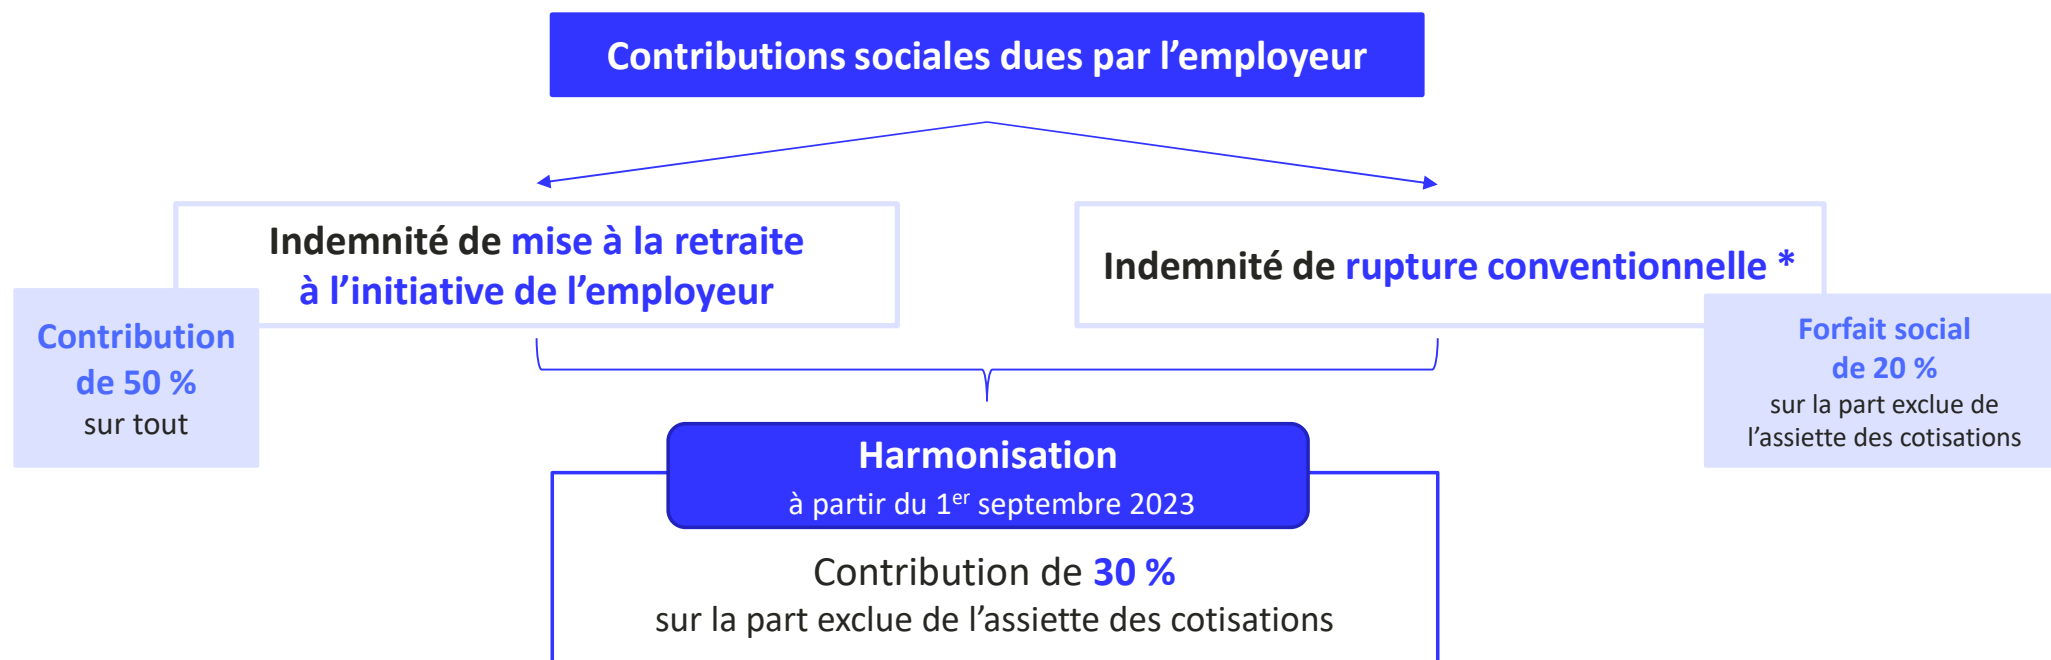 Contributions sociales dues par l’employeur
Indemnité de mise à la retraite
à l’initiative de l’employeur
Contribution
de 50 %
sur tout
Indemnité de rupture conventionnelle *
Forfait social
de 20 %
sur la part exclue de
l’assiette des cotisations
Harmonisation
à partir du 1er septembre 2023
Contribution de 30 %
sur la part exclue de l’assiette des cotisations